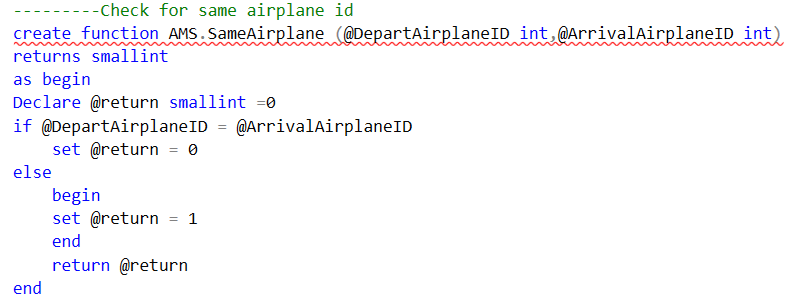 ---------Check for same airplane id
create function AMS.SameAirplane (@DepartAirplaneID int,@ArrivalAirplaneID int)
returns smallint
as begin
Declare @return smallint =0
if @DepartAirplaneID = @ArrivalAirplaneID
    set @return = 0
else
    begin
    set @return = 1
    end
    return @return
end